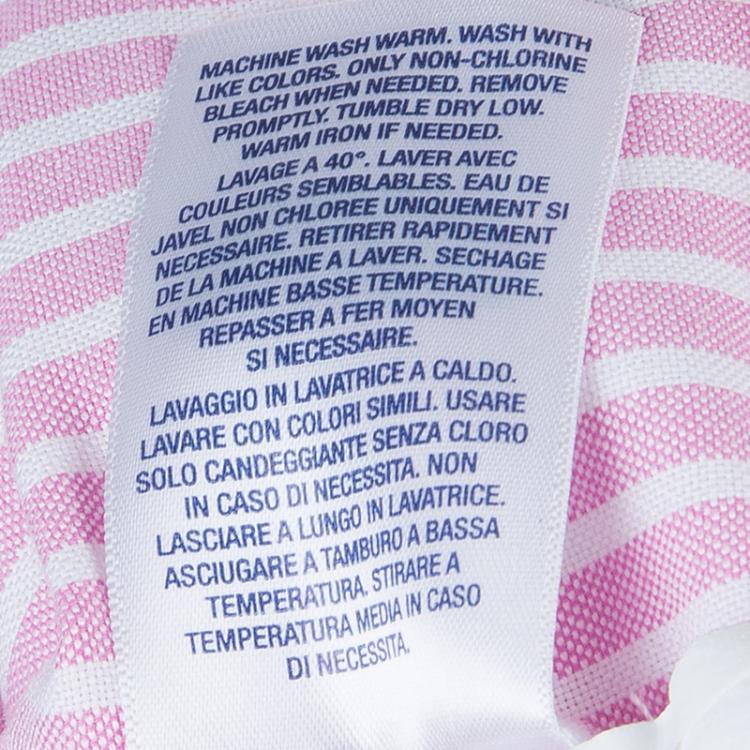 MACHINE WASH WARM. WASH WITH
LIKE COLORS. ONLY NON-CHLORINE
BLEACH WHEN NEEDED. REMOVE
PROMPTLY. TUMBLE DRY LOW.
WARM IRON IF NEEDED.
LAVAGE A 40°. LAVER AVEC
COULEURS SEMBLABLES. EAU DE
JAVEL NON CHLOREE UNIQUEMENT SI
NECESSAIRE. RETIRER RAPIDEMENT
DE LA MACHINE A LAVER. SECHAGE
EN MACHINE BASSE TEMPERATURE.
REPASSER A FER MOYEN
SI NECESSAIRE.
LAVAGGIO IN LAVATRICE A CALDO.
LAVARE CON COLORI SIMILI. USARE
SOLO CANDEGGIANTE SENZA CLORO
IN CASO DI NECESSITA. NON
LASCIARE A LUNGO IN LAVATRICE.
ASCIUGARE A TAMBURO A BASSA
TEMPERATURA. STIRARE A
TEMPERATURA MEDIA IN CASO
DI NECESSITA.